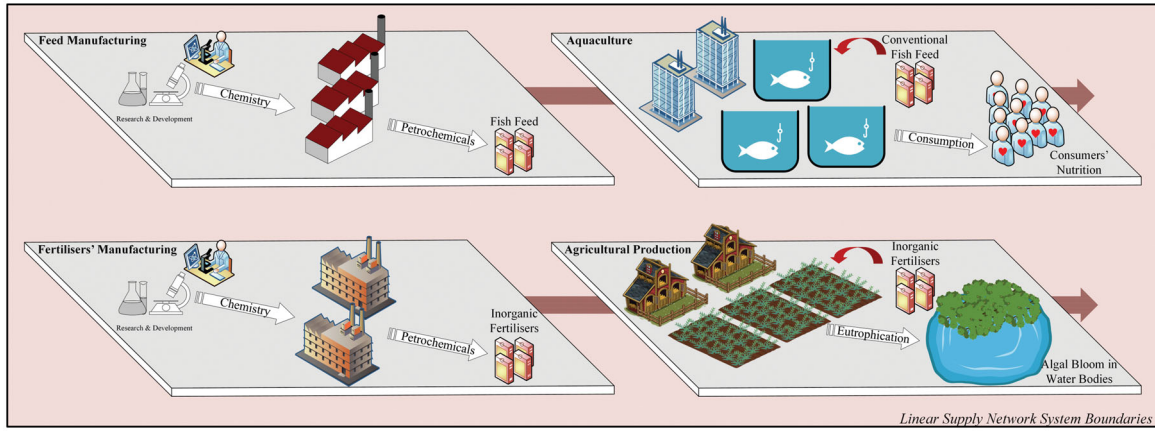 Feed Manufacturing
Research & Development
Chemistry
Petrochemicals
Fish Feed
Aquaculture
Conventional
Fish Feed
Consumption
Consumers'
Nutrition
Fertilisers' Manufacturing
Research & Development
Chemistry
Petrochemicals
Inorganic
Fertilisers
Agricultural Production
Inorganic
Fertilisers
Eutrophication
Algal Bloom in
Water Bodies
Linear Supply Network System Boundaries